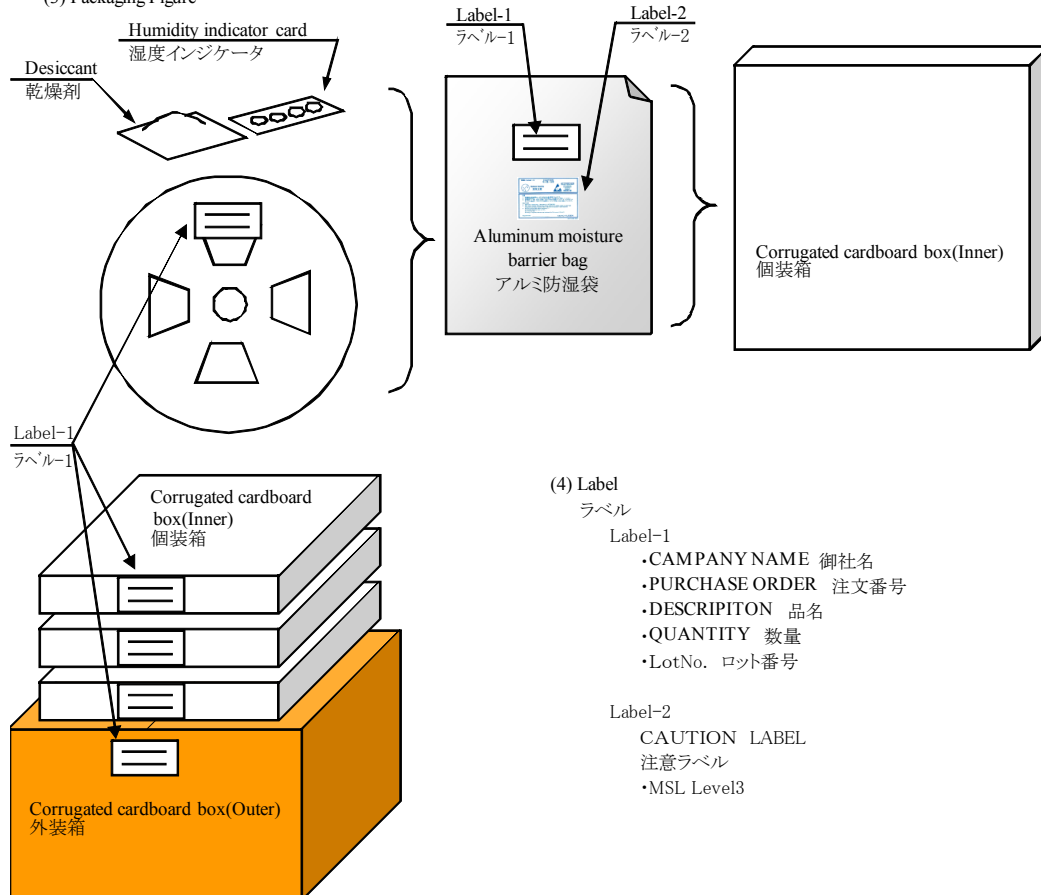 (3) Packaging Figure
Humidity indicator card
湿度インジケータ
Desiccant
乾燥剤
Label-1
ラベル-1
Label-2
ラベル-2
Aluminum moisture
barrier bag
アルミ防湿袋
Corrugated cardboard box(Inner)
個装箱
Label-1
ラベル-1
Corrugated cardboard
box(Inner)
個装箱
Corrugated cardboard box(Outer)
外装箱
(4) Label
ラベル
Label-1
・CAMPANY NAME 御社名
・PURCHASE ORDER 注文番号
・DESCRIPITON 品名
・QUANTITY 数量
・LotNo. ロット番号
Label-2
CAUTION LABEL
注意ラベル
・MSL Level3